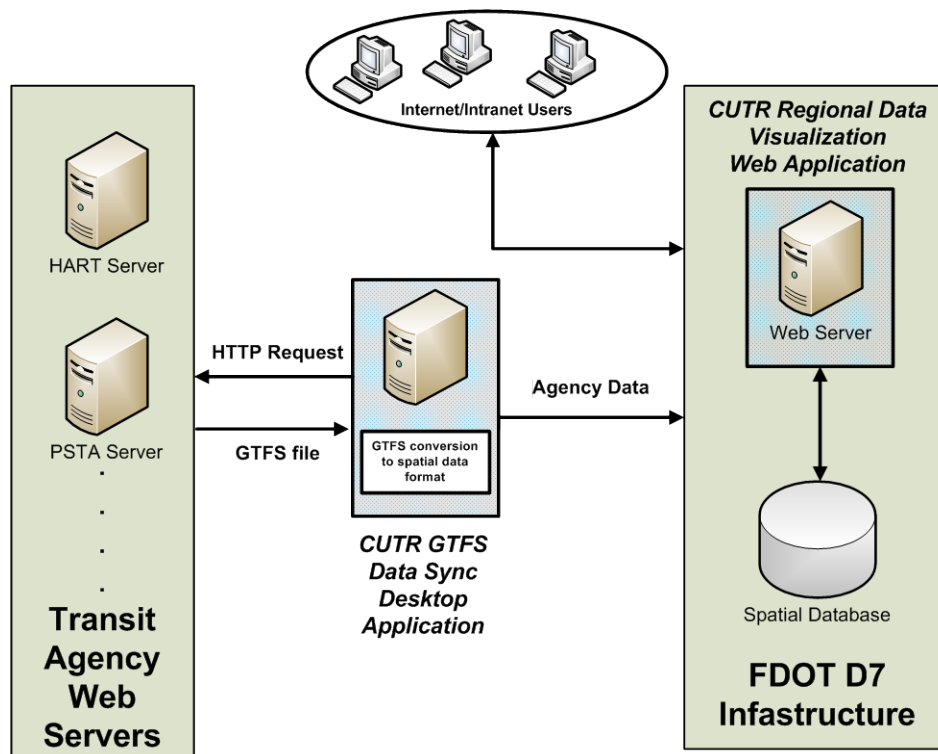 Internet/Intranet Users
HART Server
PSTA Server
.
.
.
.
Transit
Agency
Web
Servers
HTTP Request
GTFS file
GTFS conversion
to spatial data
format
CUTR GTFS
Data Sync
Desktop
Application
Agency Data
CUTR Regional Data
Visualization
Web Application
Web Server
Spatial Database
FDOT D7
Infastructure